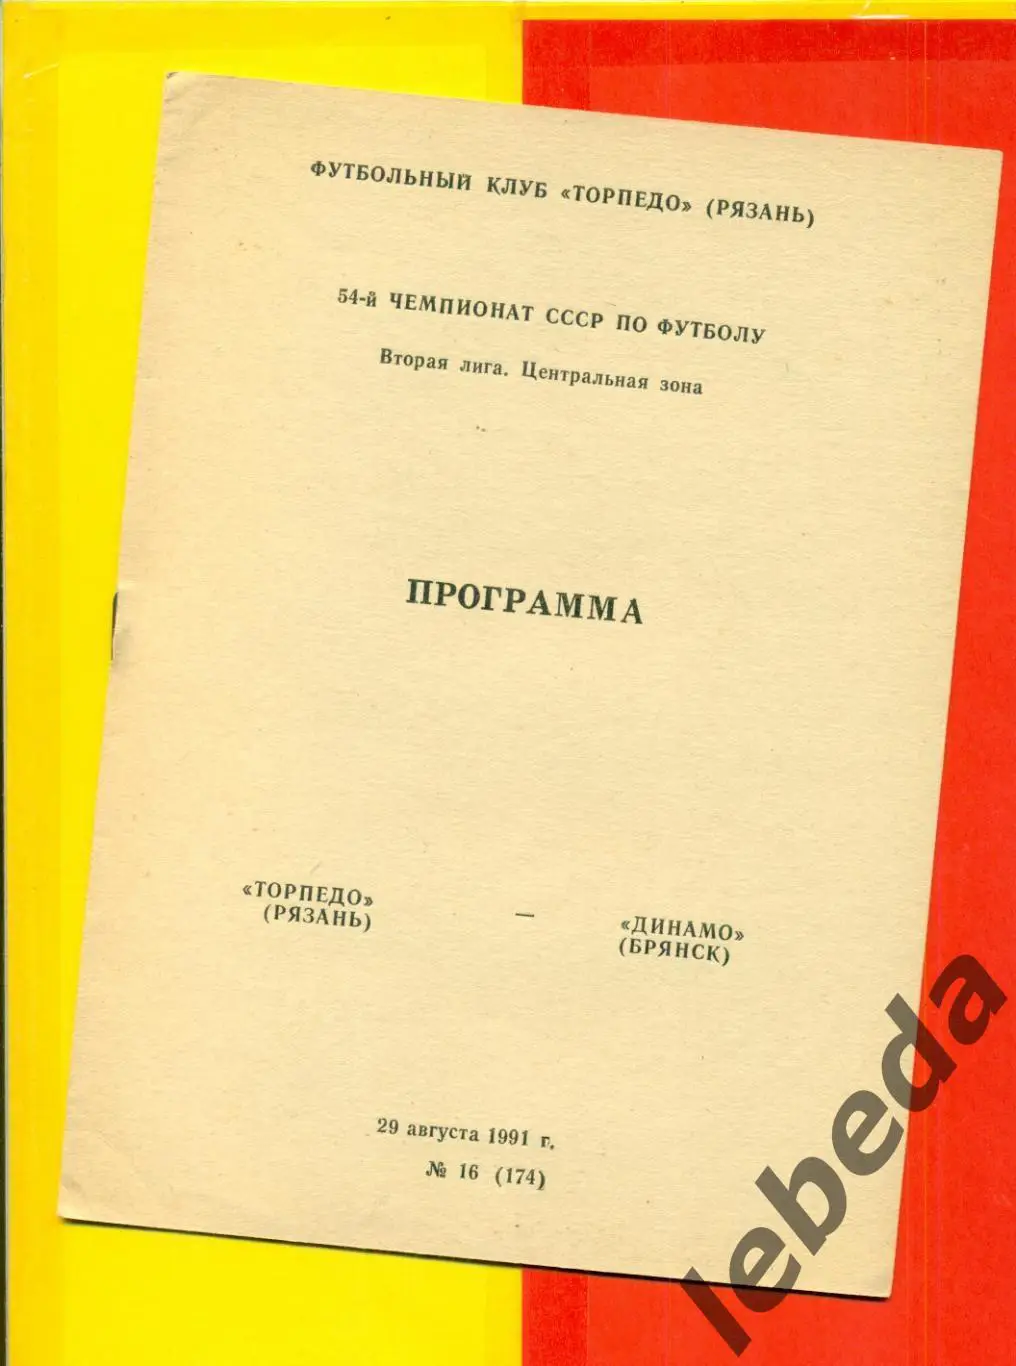 ФУТБОЛЬНЫЙ КЛУБ «ТОРПЕДО» (РЯЗАНЬ)
54-й ЧЕМПИОНАТ СССР ПО ФУТБОЛУ
Вторая лига. Центральная зона
ПРОГРАММА
«ТОРПЕДО»
(РЯЗАНЬ)
—
«ДИНАМО»
(БРЯНСК)
29 августа 1991 г.
№ 16 (174)
lebeda